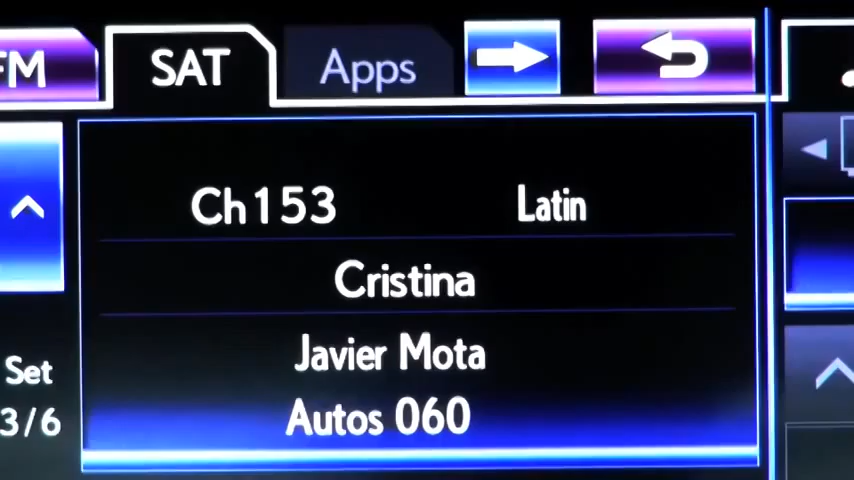 FM SAT Apps
Ch153 Latin
Cristina
Javier Mota
Set
Autos 060
3/6